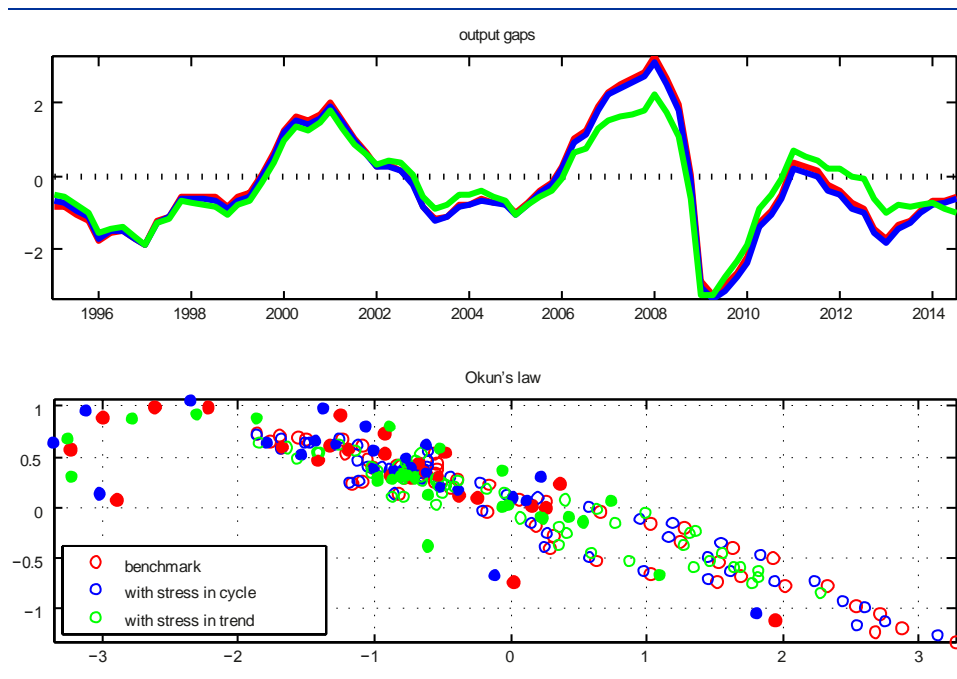 output gaps
2
0
−2
1996 1998 2000 2002 2004 2006 2008 2010 2012 2014
Okun's law
1
0.5
0
−0.5
−1
benchmark
with stress in cycle
with stress in trend
−3 −2 −1 0 1 2 3